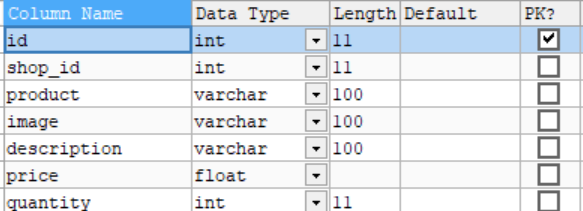 Column Name Data Type Length Default PK?
id int 11
shop_id int 11
product varchar 100
image varchar 100
description varchar 100
price float
quantity int 11